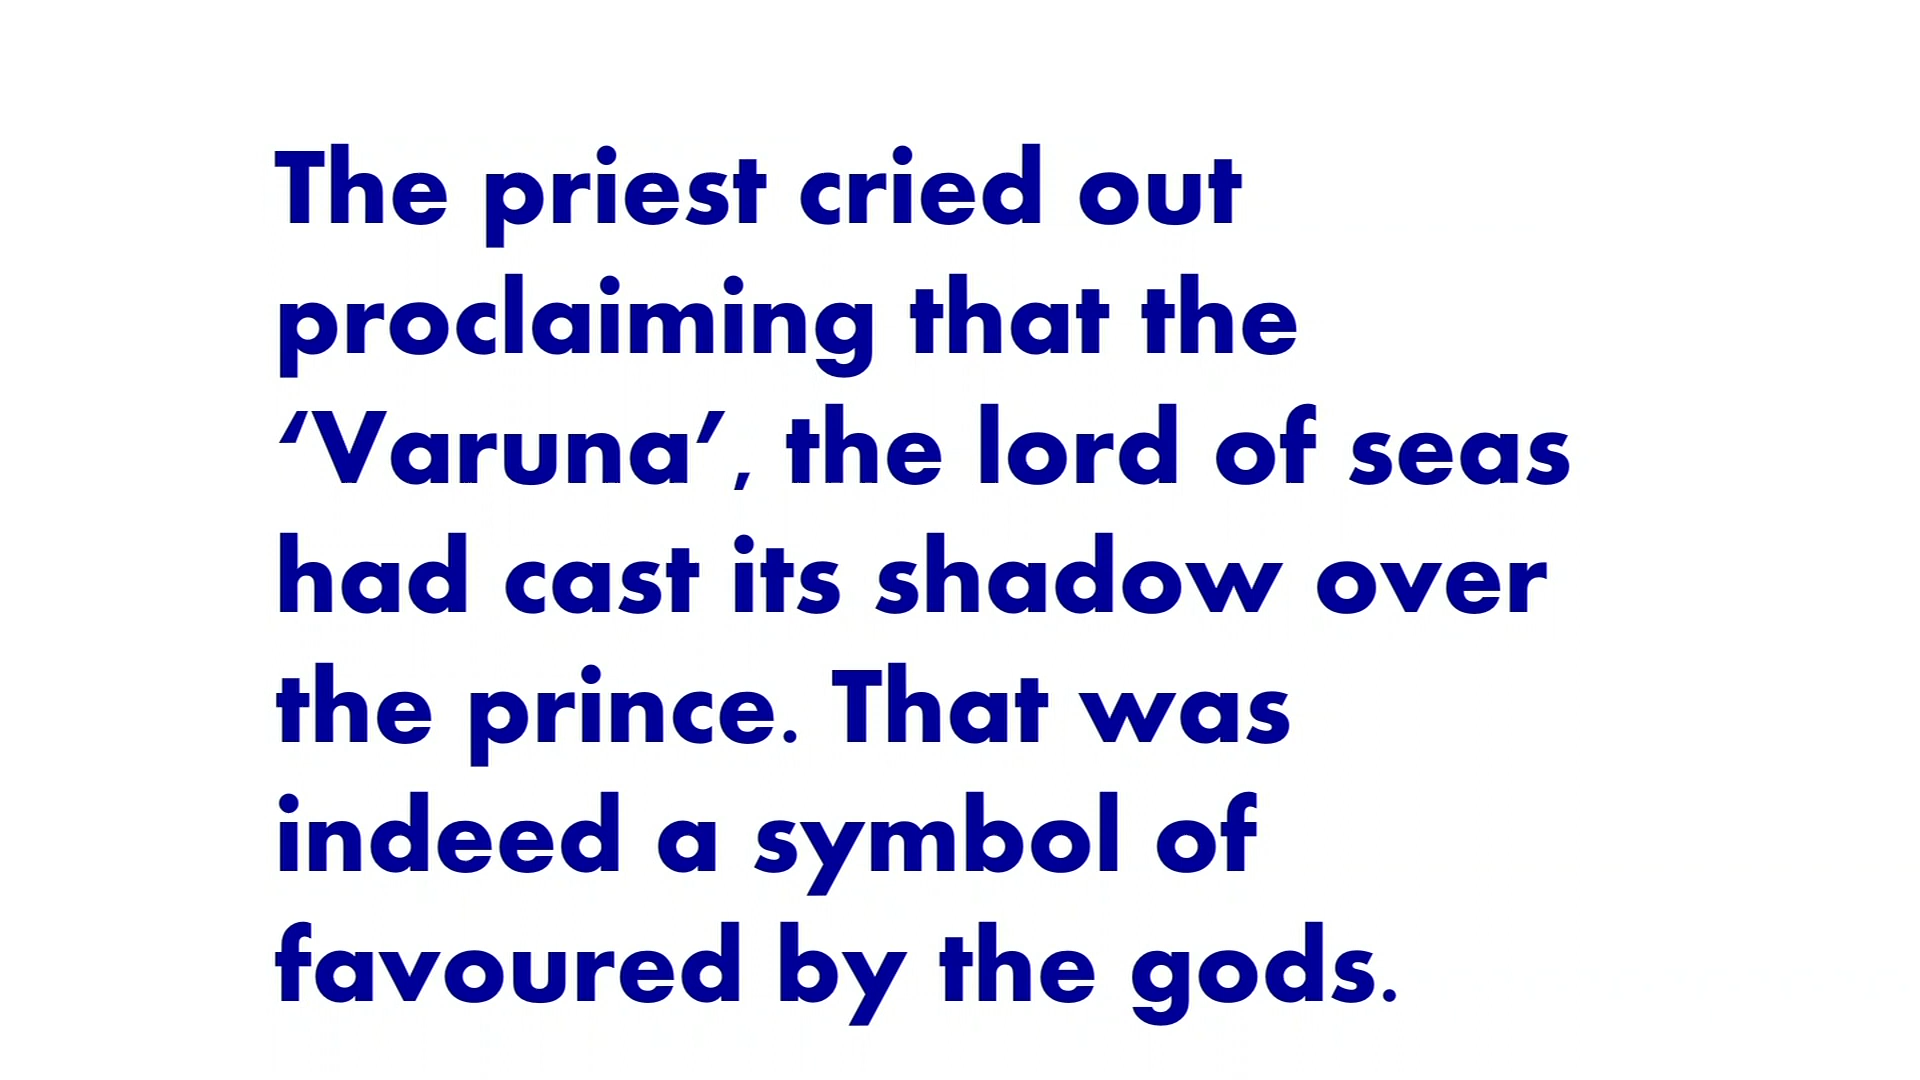 The priest cried out
proclaiming that the
‘Varuna’, the lord of seas
had cast its shadow over
the prince. That was
indeed a symbol of
favoured by the gods.